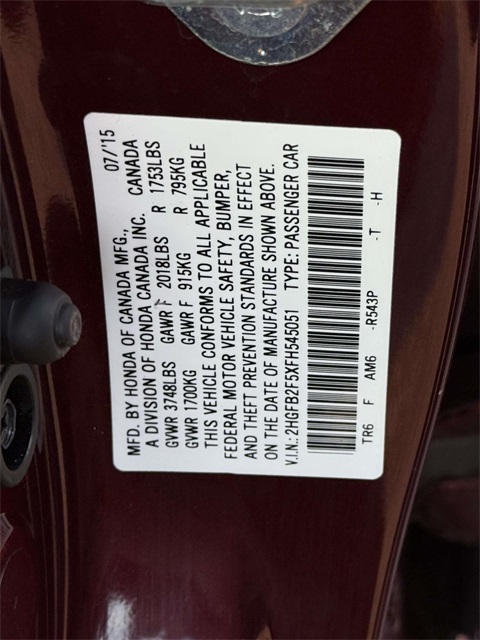 07/'15
MFD. BY HONDA OF CANADA MFG.,
A DIVISION OF HONDA CANADA INC. CANADA
GVWR 3748LBS GAWR F 2018LBS R 1753LBS
GVWR 1700KG GAWR F 915KG R 795KG
THIS VEHICLE CONFORMS TO ALL APPLICABLE
FEDERAL MOTOR VEHICLE SAFETY, BUMPER,
AND THEFT PREVENTION STANDARDS IN EFFECT
ON THE DATE OF MANUFACTURE SHOWN ABOVE.
V.I.N.:2HGFB2F5XFH545051 TYPE: PASSENGER CAR
TR6 F AM6 -R543P -T -H